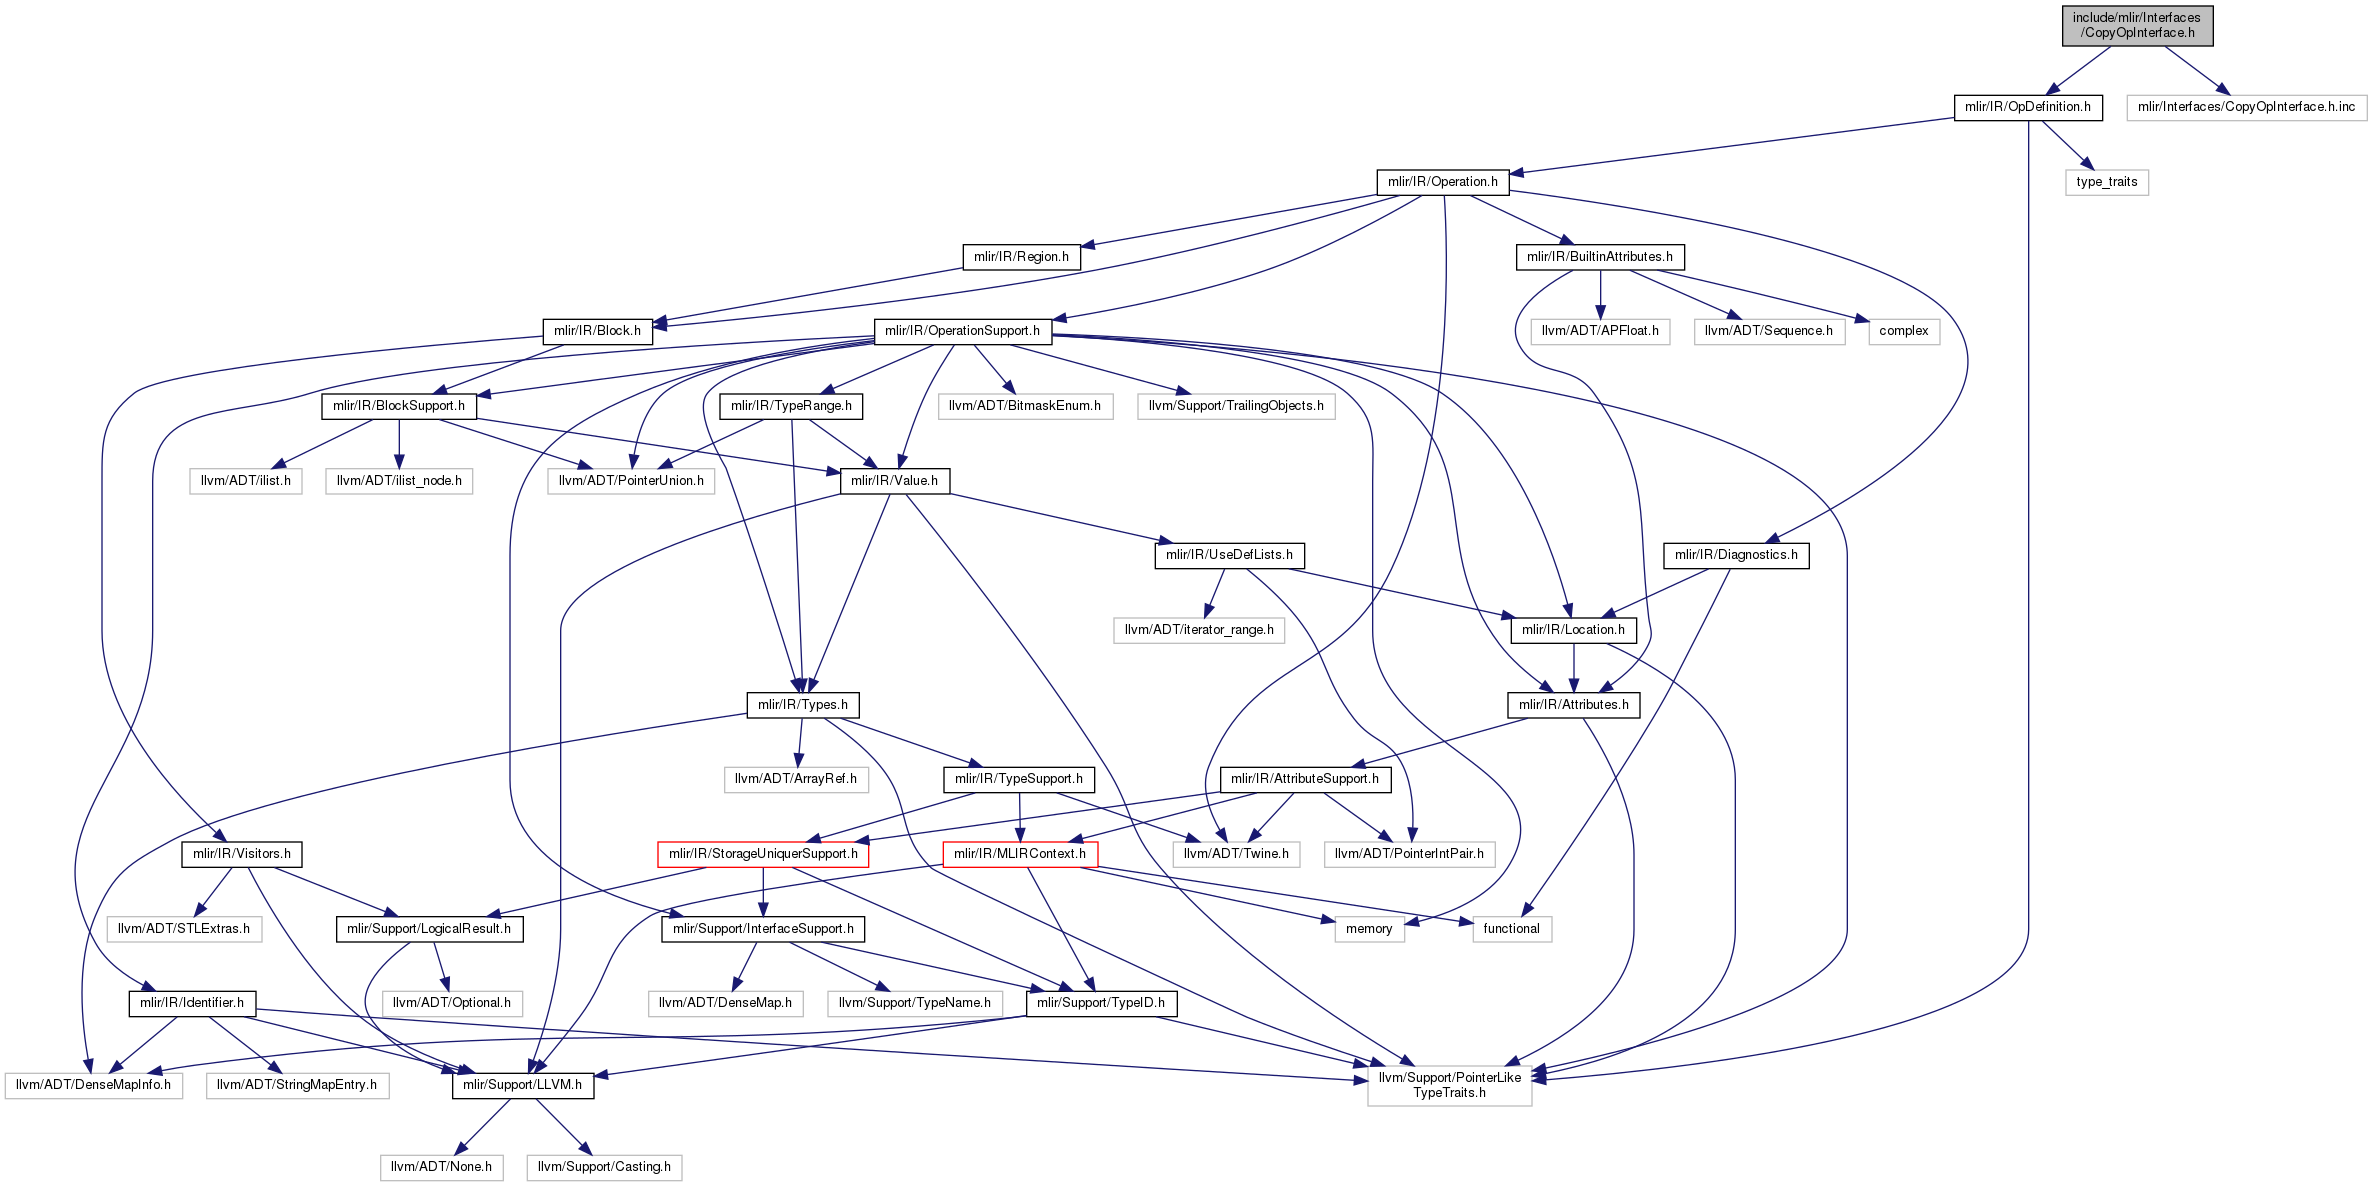 include/mlir/Interfaces
/CopyOpInterface.h
mlir/IR/OpDefinition.h
mlir/Interfaces/CopyOpInterface.h.inc
mlir/IR/Operation.h
type_traits
mlir/IR/Region.h
mlir/IR/BuiltinAttributes.h
mlir/IR/Block.h
mlir/IR/OperationSupport.h
llvm/ADT/APFloat.h
llvm/ADT/Sequence.h
complex
mlir/IR/BlockSupport.h
mlir/IR/TypeRange.h
llvm/ADT/BitmaskEnum.h
llvm/Support/TrailingObjects.h
llvm/ADT/ilist.h
llvm/ADT/ilist_node.h
llvm/ADT/PointerUnion.h
mlir/IR/Value.h
mlir/IR/UseDefLists.h
mlir/IR/Diagnostics.h
llvm/ADT/iterator_range.h
mlir/IR/Location.h
mlir/IR/Types.h
mlir/IR/Attributes.h
llvm/ADT/ArrayRef.h
mlir/IR/TypeSupport.h
mlir/IR/AttributeSupport.h
mlir/IR/Visitors.h
mlir/IR/StorageUniquerSupport.h
mlir/IR/MLIRContext.h
llvm/ADT/Twine.h
llvm/ADT/PointerIntPair.h
llvm/ADT/STLExtras.h
mlir/Support/LogicalResult.h
mlir/Support/InterfaceSupport.h
memory
functional
mlir/IR/Identifier.h
llvm/ADT/Optional.h
llvm/ADT/DenseMap.h
llvm/Support/TypeName.h
mlir/Support/TypeID.h
llvm/ADT/DenseMapInfo.h
llvm/ADT/StringMapEntry.h
mlir/Support/LLVM.h
llvm/Support/PointerLike
TypeTraits.h
llvm/ADT/None.h
llvm/Support/Casting.h